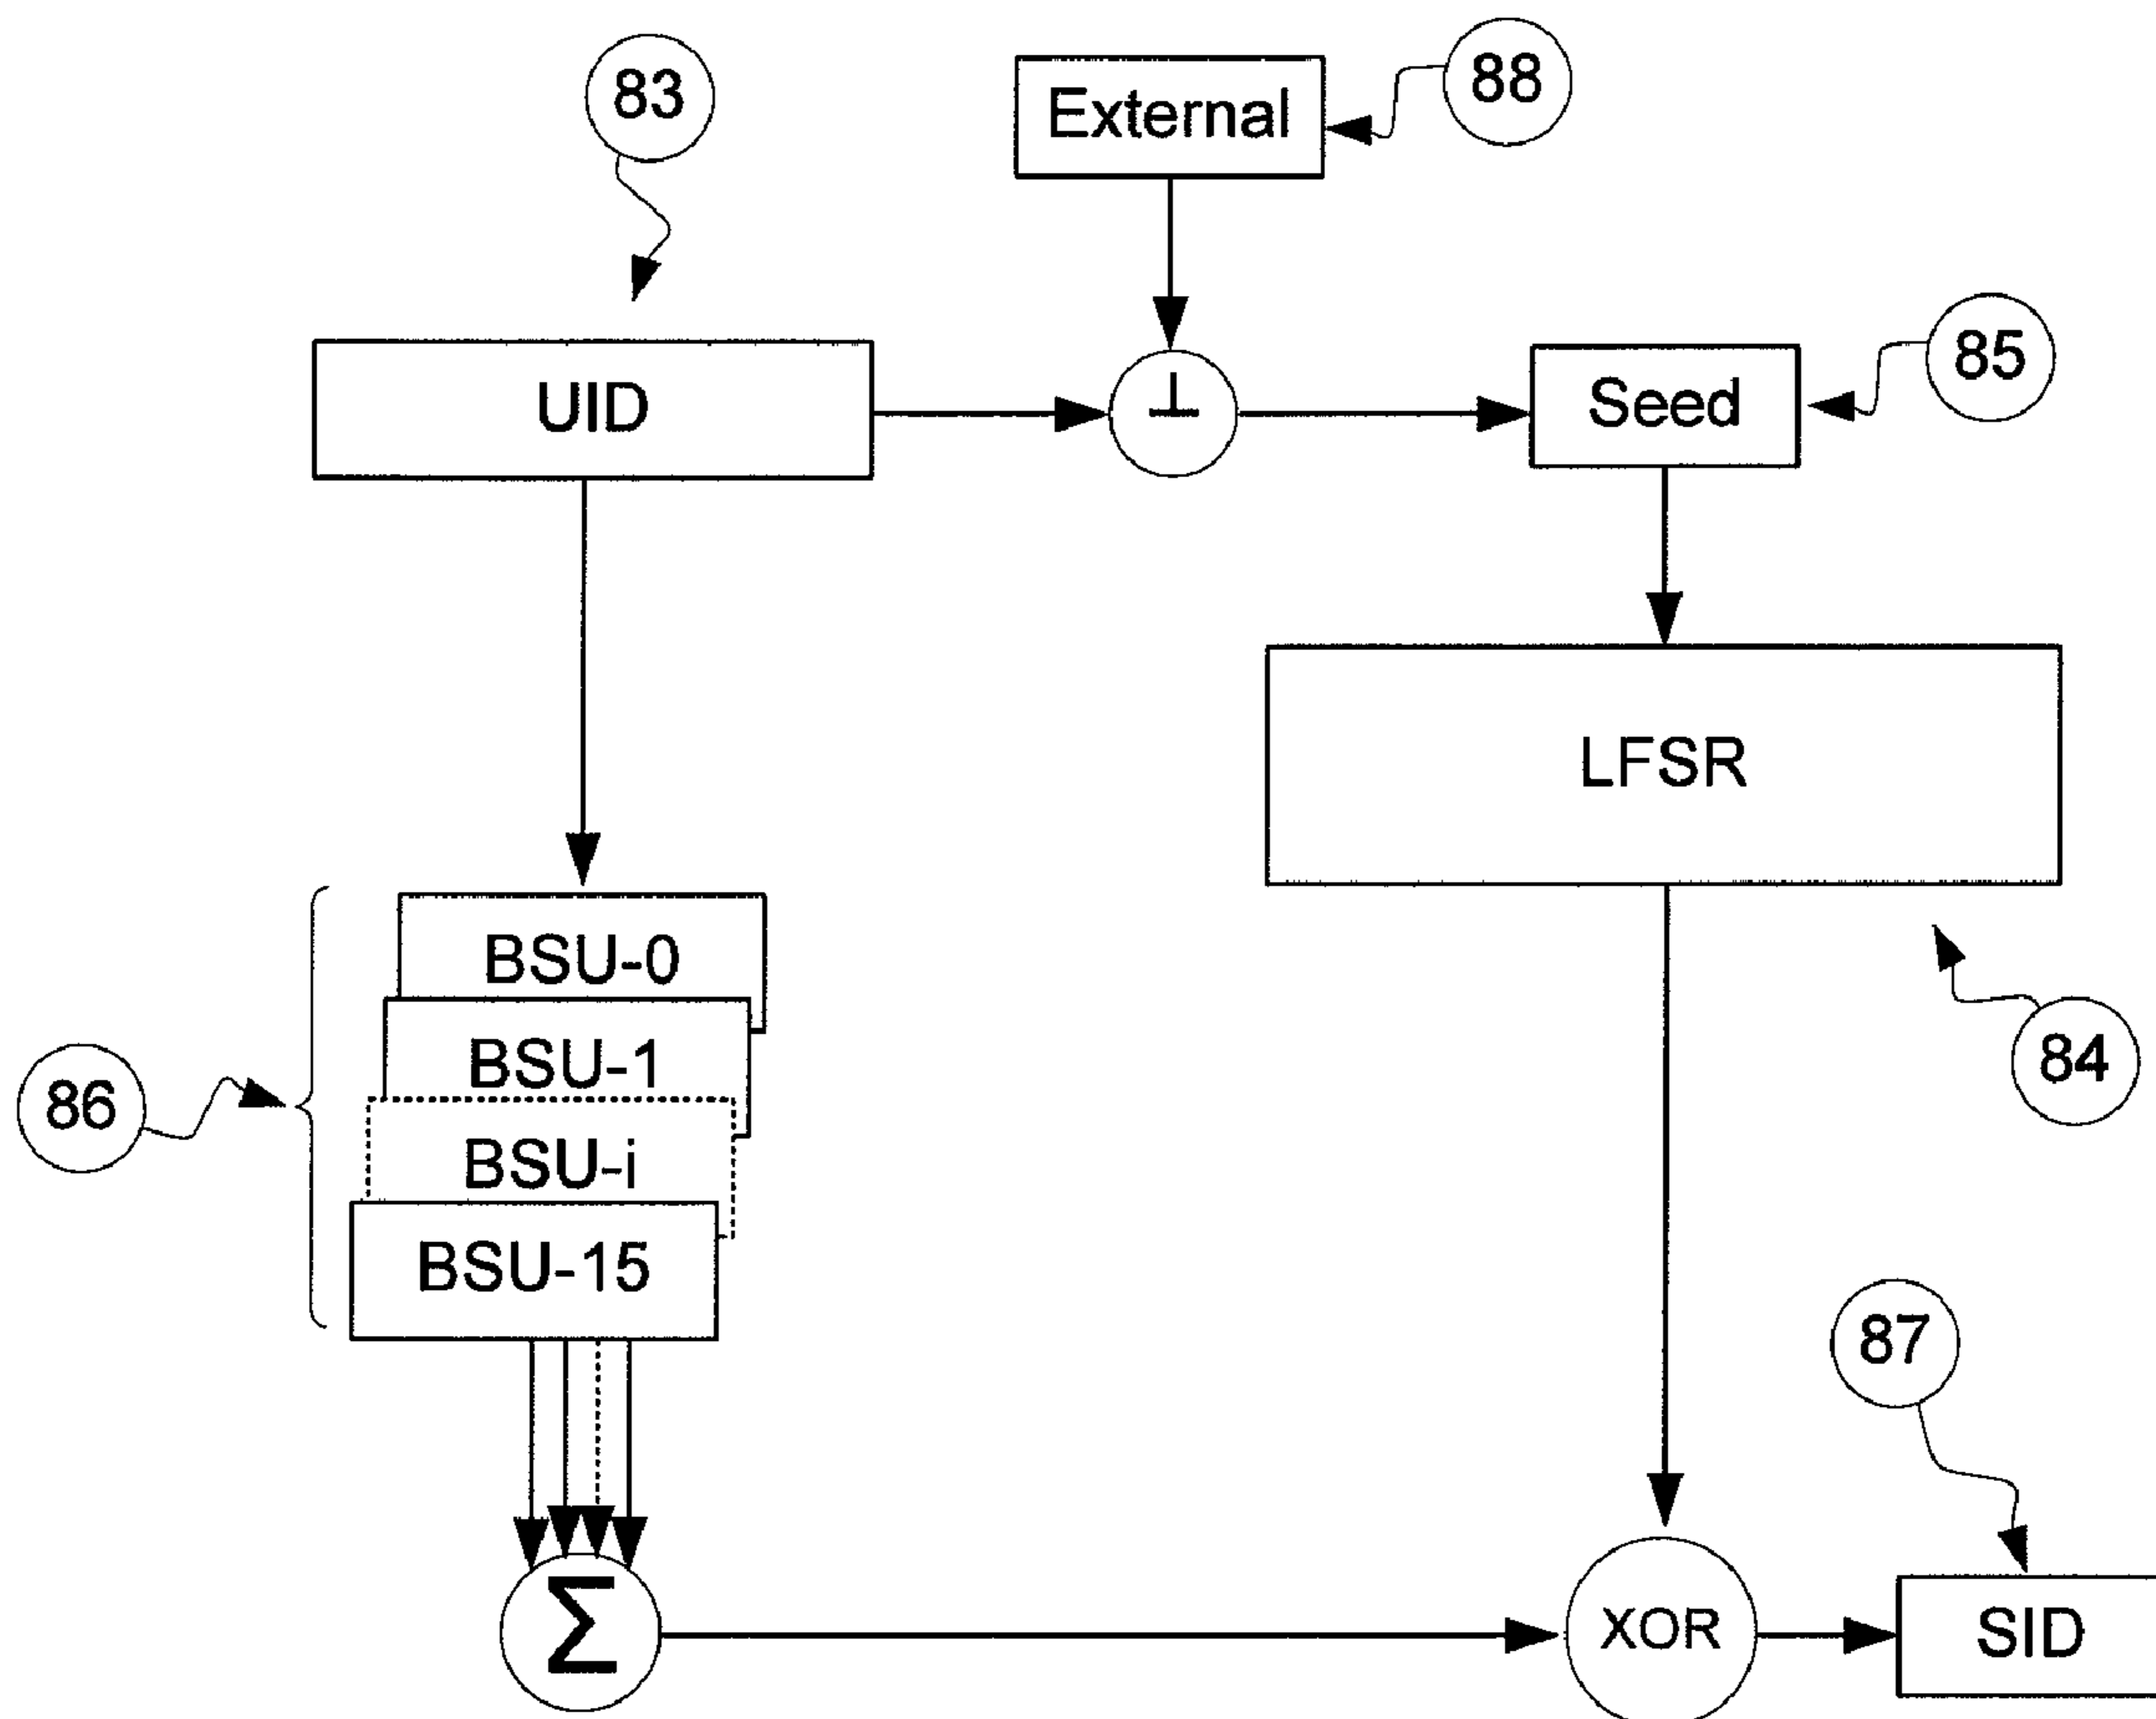 83
External
88
UID
⊥
Seed
85
LFSR
BSU-0
BSU-1
BSU-i
BSU-15
86
84
87
Σ
XOR
SID